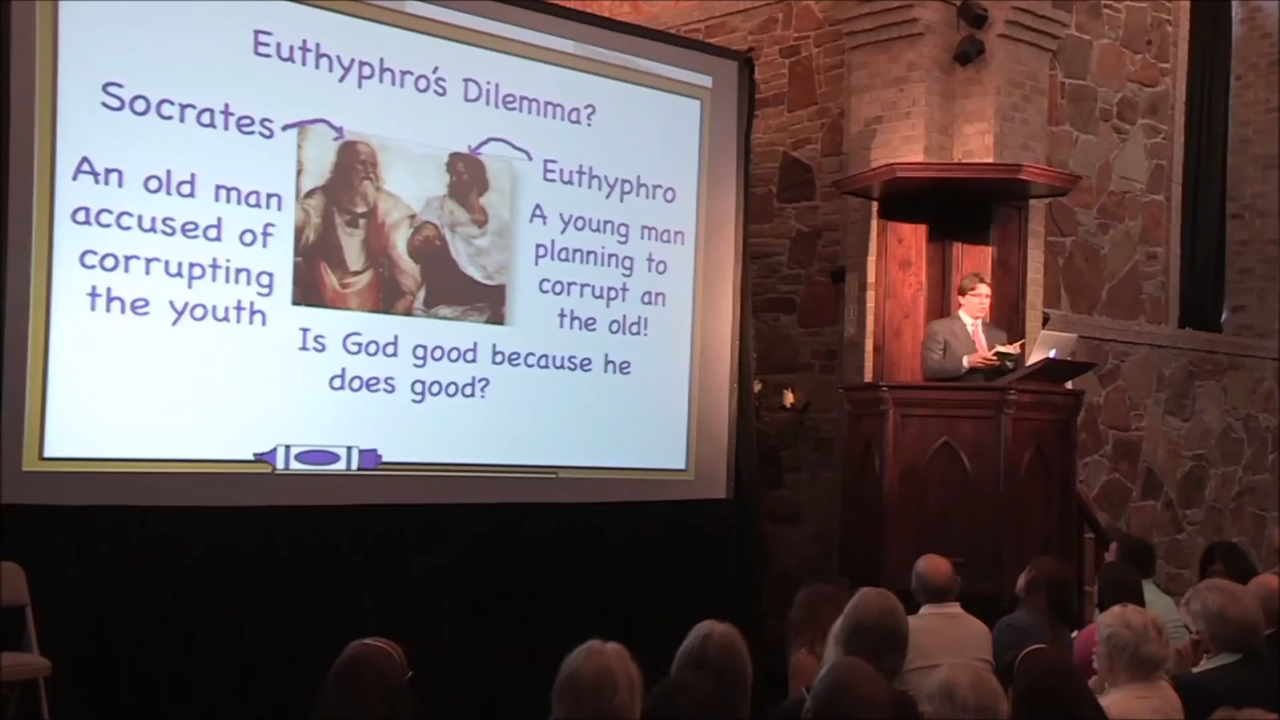 Euthyphro's Dilemma?
Socrates
An old man
accused of
corrupting
the youth
Euthyphro
A young man
planning to
corrupt an
the old!
Is God good because he
does good?